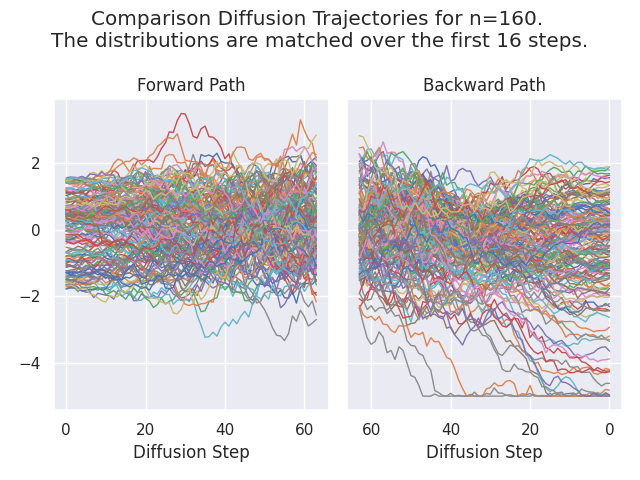 Comparison Diffusion Trajectories for n=160.
The distributions are matched over the first 16 steps.
Forward Path
Backward Path
2
0
−2
−4
0 20 40 60
60 40 20 0
Diffusion Step
Diffusion Step